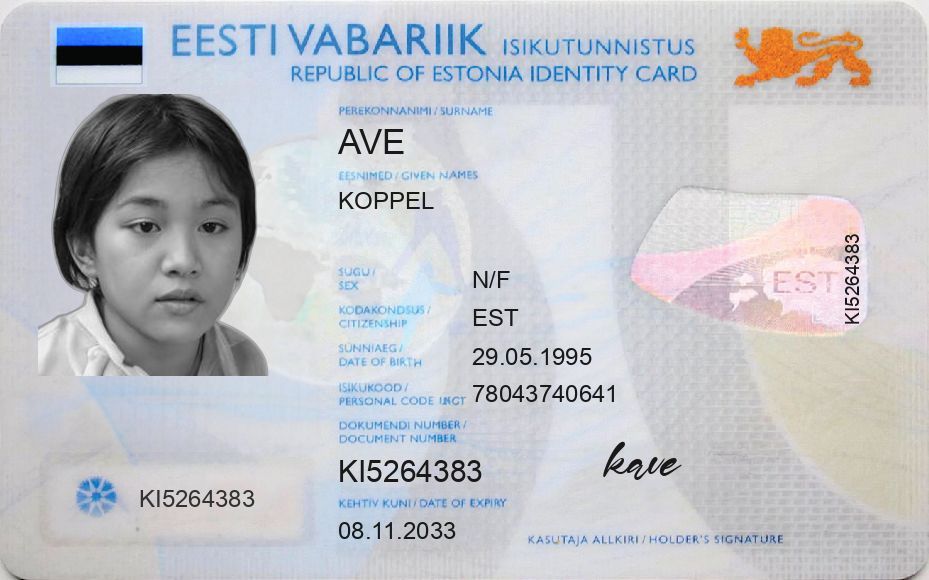 EESTI VABARIIK ISIKUTUNNISTUS
REPUBLIC OF ESTONIA IDENTITY CARD
PEREKONNANIMI / SURNAME
AVE
EESNIMED / GIVEN NAMES
KOPPEL
SUGU /
SEX
N/F
KODAKONDSUS /
CITIZENSHIP
EST
SÜNNIAEG /
DATE OF BIRTH
29.05.1995
ISIKUKOOD /
PERSONAL CODE
78043740641
DOKUMENDI NUMBER /
DOCUMENT NUMBER
KI5264383
KEHTIV KUNI / DATE OF EXPIRY
08.11.2033
KI5264383
EST
KI5264383
kave
KASUTAJA ALLKIRI / HOLDER'S SIGNATURE